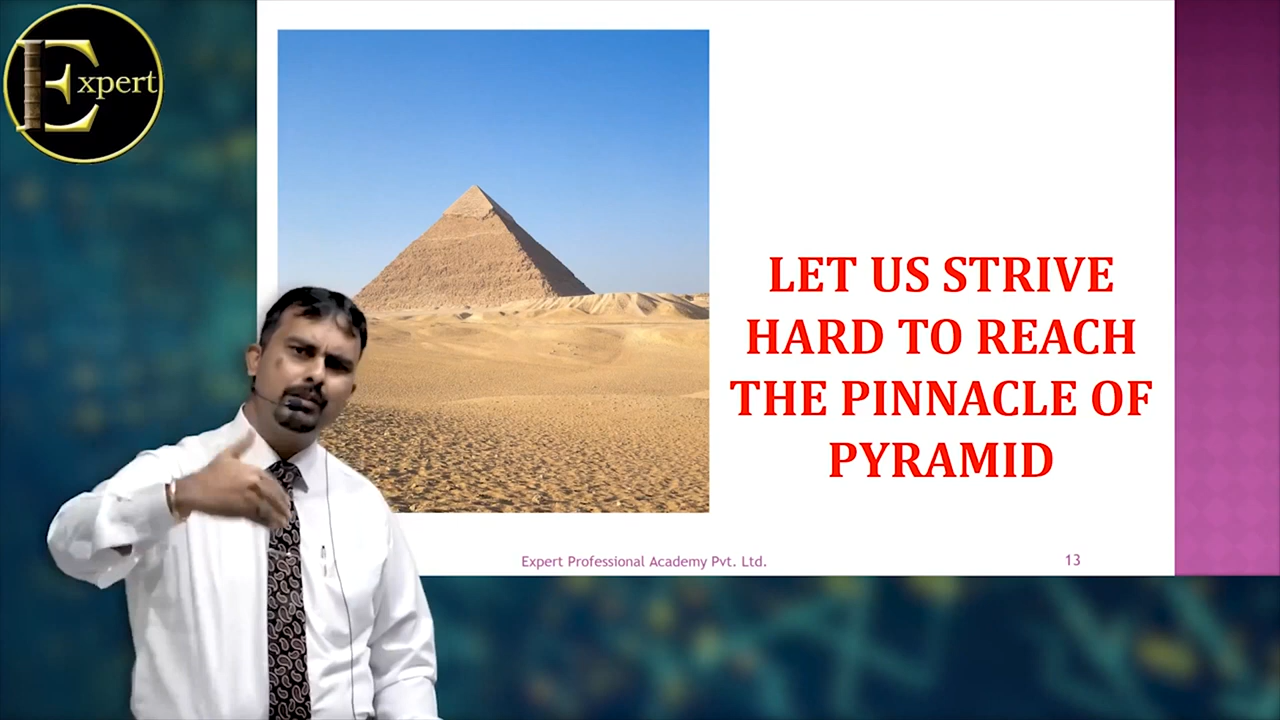 Expert
LET US STRIVE
HARD TO REACH
THE PINNACLE OF
PYRAMID
Expert Professional Academy Pvt. Ltd.
13